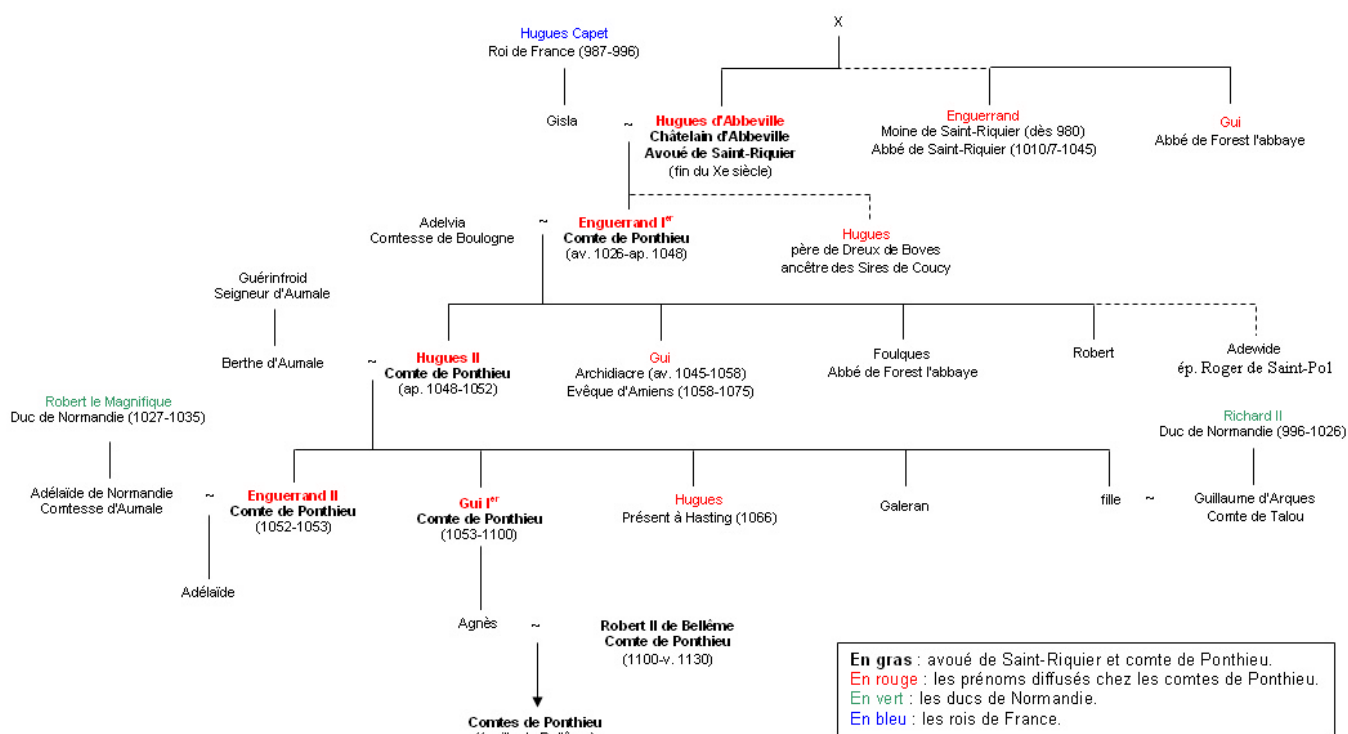 X
Hugues Capet
Roi de France (987-996)
Gisla
~
Hugues d'Abbeville
Châtelain d'Abbeville
Avoué de Saint-Riquier
(fin du Xe siècle)
Enguerrand
Moine de Saint-Riquier (dès 980)
Abbé de Saint-Riquier (1010/7-1045)
Gui
Abbé de Forest l'abbaye
Adelvia
Comtesse de Boulogne
~
Enguerrand Ier
Comte de Ponthieu
(av. 1026-ap. 1048)
Hugues
père de Dreux de Boves
ancêtre des Sires de Coucy
Guérinfroid
Seigneur d'Aumale
Berthe d'Aumale
~
Hugues II
Comte de Ponthieu
(ap. 1048-1052)
Gui
Archidiacre (av. 1045-1058)
Evêque d'Amiens (1058-1075)
Foulques
Abbé de Forest l'abbaye
Robert
Adewide
ép. Roger de Saint-Pol
Robert le Magnifique
Duc de Normandie (1027-1035)
Richard II
Duc de Normandie (996-1026)
Adélaïde de Normandie
Comtesse d'Aumale
~
Enguerrand II
Comte de Ponthieu
(1052-1053)
Gui Ier
Comte de Ponthieu
(1053-1100)
Hugues
Présent à Hasting (1066)
Galeran
fille
~
Guillaume d'Arques
Comte de Talou
Adélaïde
Agnès
~
Robert II de Bellême
Comte de Ponthieu
(1100-v. 1130)
Comtes de Ponthieu
En gras : avoué de Saint-Riquier et comte de Ponthieu.
En rouge : les prénoms diffusés chez les comtes de Ponthieu.
En vert : les ducs de Normandie.
En bleu : les rois de France.